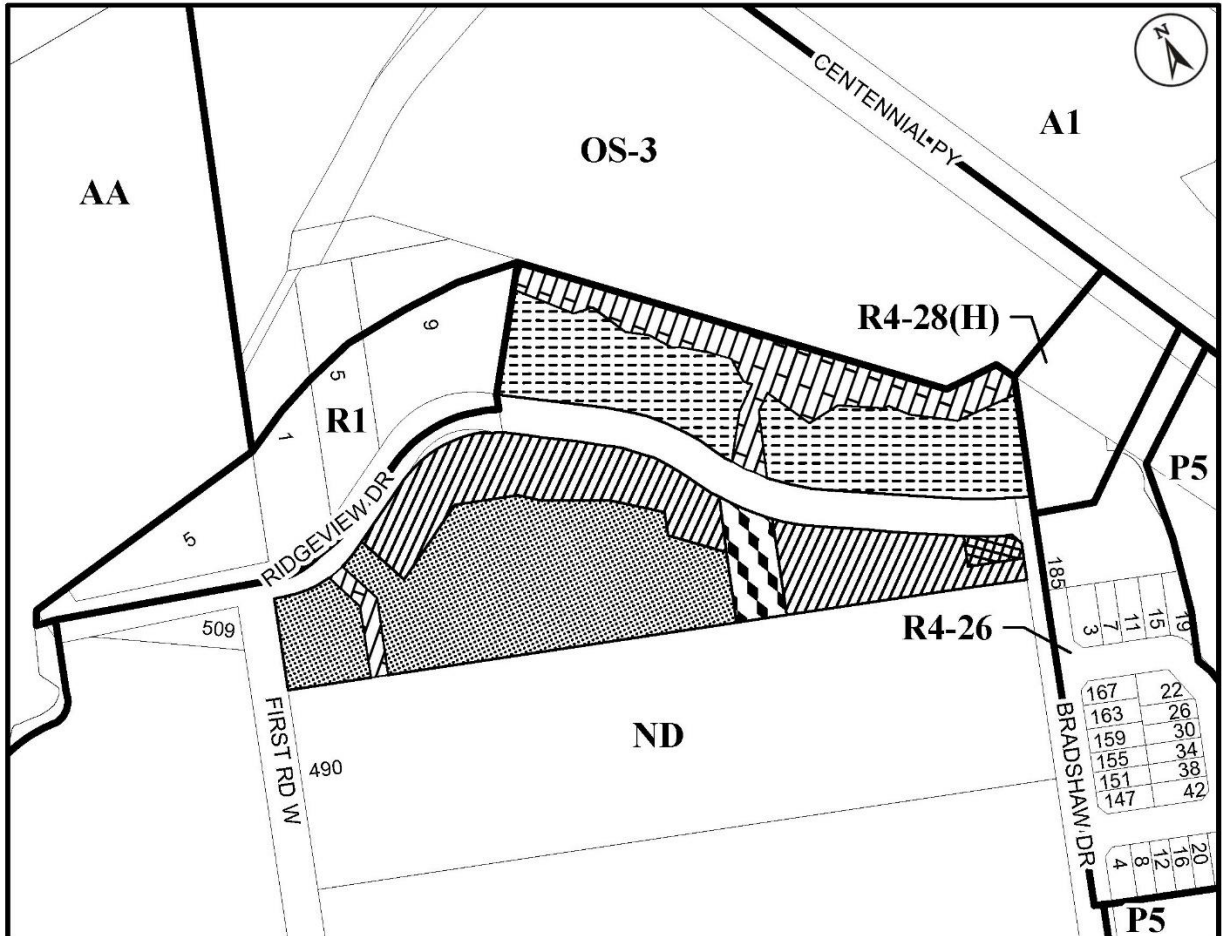 N
CENTENNIAL PY
A1
OS-3
AA
R4-28(H)
9
5
R1
1
P5
RIDGEVIEW DR
5
509
185
R4-26
3
7
11
15
19
167
22
163
26
159
30
155
34
151
38
147
42
FIRST RD W
ND
490
BRADSHAW DR
4
8
12
16
20
P5